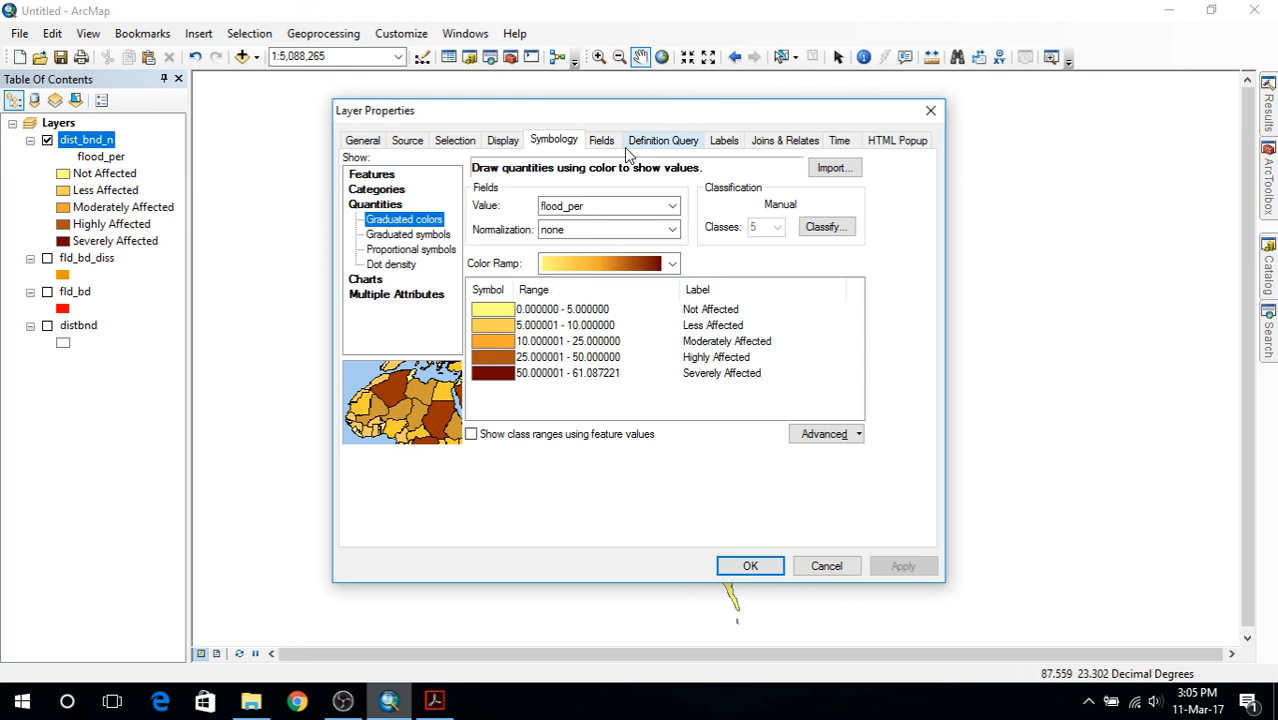 Untitled - ArcMap
File Edit View Bookmarks Insert Selection Geoprocessing Customize Windows Help
1:5,088,265
Table Of Contents
Layers
dist_bnd_n
flood_per
Not Affected
Less Affected
Moderately Affected
Highly Affected
Severely Affected
fld_bd_diss
fld_bd
distbnd
Layer Properties
General Source Selection Display Symbology Fields Definition Query Labels Joins & Relates Time HTML Popup
Show:
Features
Categories
Quantities
Graduated colors
Graduated symbols
Proportional symbols
Dot density
Charts
Multiple Attributes
Draw quantities using color to show values.
Import...
Fields
Value: flood_per
Normalization: none
Classification
Manual
Classes: 5 Classify...
Color Ramp:
Symbol Range Label
0.000000 - 5.000000 Not Affected
5.000001 - 10.000000 Less Affected
10.000001 - 25.000000 Moderately Affected
25.000001 - 50.000000 Highly Affected
50.000001 - 61.087221 Severely Affected
Show class ranges using feature values
Advanced
OK Cancel Apply
Results
ArcToolbox
Catalog
Search
87.559 23.302 Decimal Degrees
3:05 PM
11-Mar-17
1